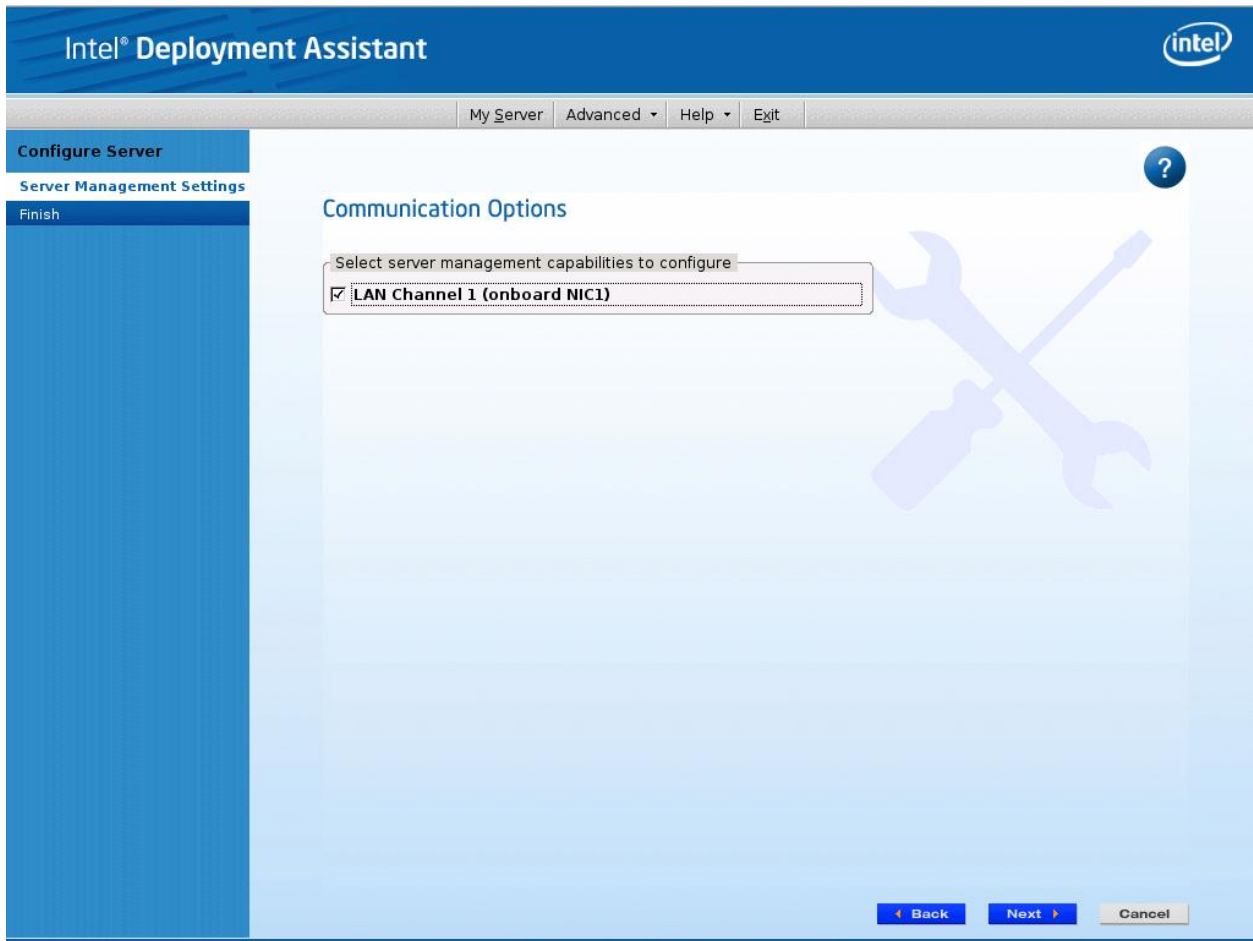 Intel® Deployment Assistant
intel
My Server Advanced Help Exit
Configure Server
Server Management Settings
Finish
?
Communication Options
Select server management capabilities to configure
LAN Channel 1 (onboard NIC1)
Back Next Cancel